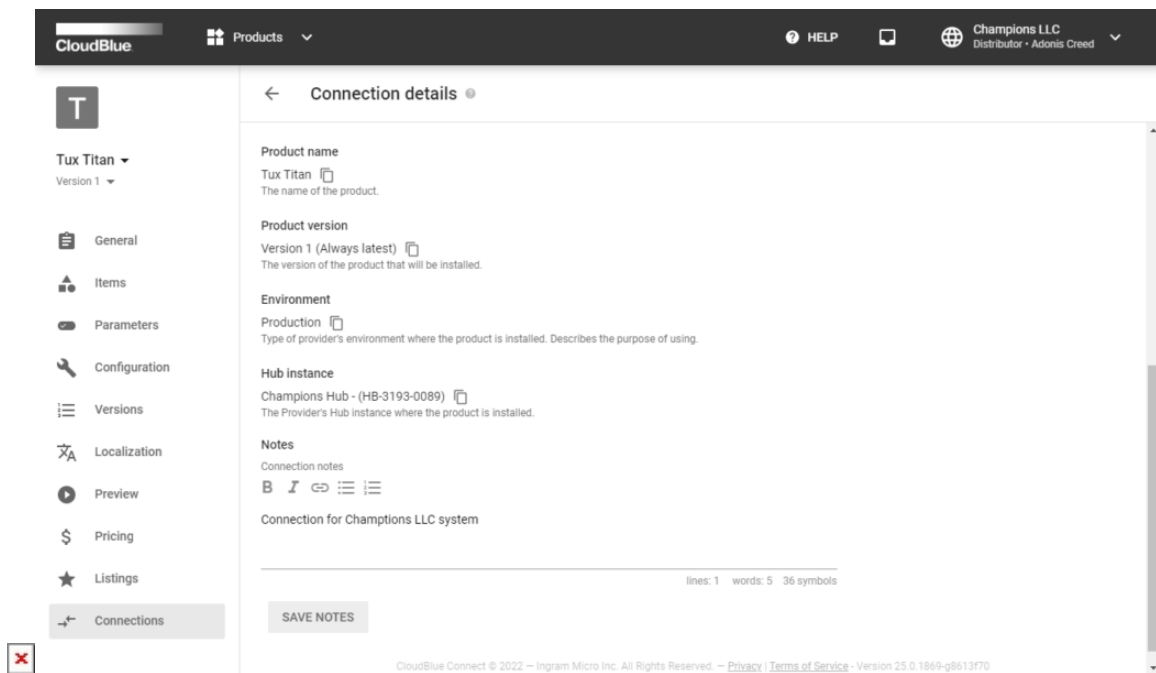 CloudBlue.
Products
HELP
Champions LLC
Distributor • Adonis Creed
T
Tux Titan
Version 1
General
Items
Parameters
Configuration
Versions
Localization
Preview
Pricing
Listings
Connections
Connection details
Product name
Tux Titan
The name of the product.
Product version
Version 1 (Always latest)
The version of the product that will be installed.
Environment
Production
Type of provider's environment where the product is installed. Describes the purpose of using.
Hub instance
Champions Hub - (HB-3193-0089)
The Provider's Hub instance where the product is installed.
Notes
Connection notes
B I
Connection for Champtions LLC system
lines: 1 words: 5 36 symbols
SAVE NOTES
CloudBlue Connect © 2022 — Ingram Micro Inc. All Rights Reserved. — Privacy | Terms of Service - Version 25.0.1869-g8613f70